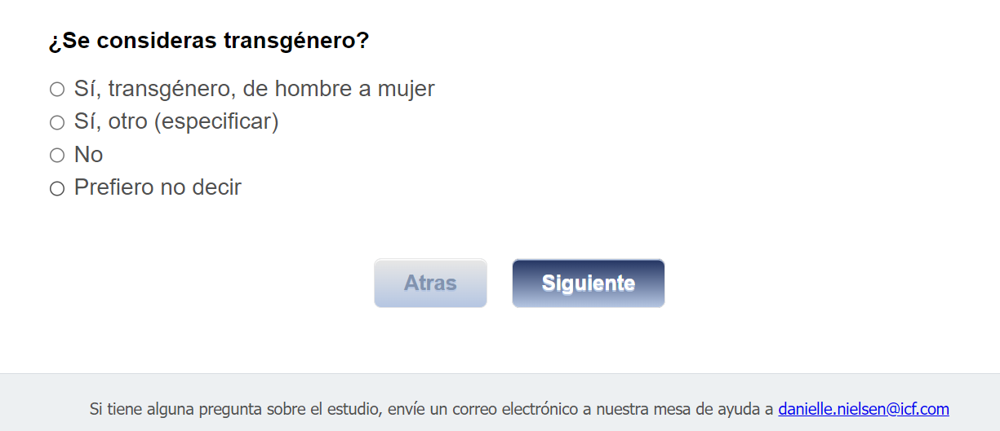 ¿Se consideras transgénero?
Sí, transgénero, de hombre a mujer
Sí, otro (especificar)
No
Prefiero no decir
Atras
Siguiente
Si tiene alguna pregunta sobre el estudio, envíe un correo electrónico a nuestra mesa de ayuda a danielle.nielsen@icf.com